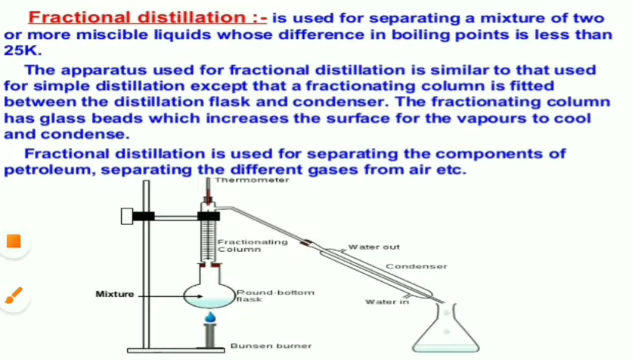 Fractional distillation :- is used for separating a mixture of two
or more miscible liquids whose difference in boiling points is less than
25K.
The apparatus used for fractional distillation is similar to that used
for simple distillation except that a fractionating column is fitted
between the distillation flask and condenser. The fractionating column
has glass beads which increases the surface for the vapours to cool
and condense.
Fractional distillation is used for separating the components of
petroleum, separating the different gases from air etc.
Thermometer
Fractionating
Column
Water out
Condenser
Mixture
Round-bottom
flask
Water in
Bunsen burner